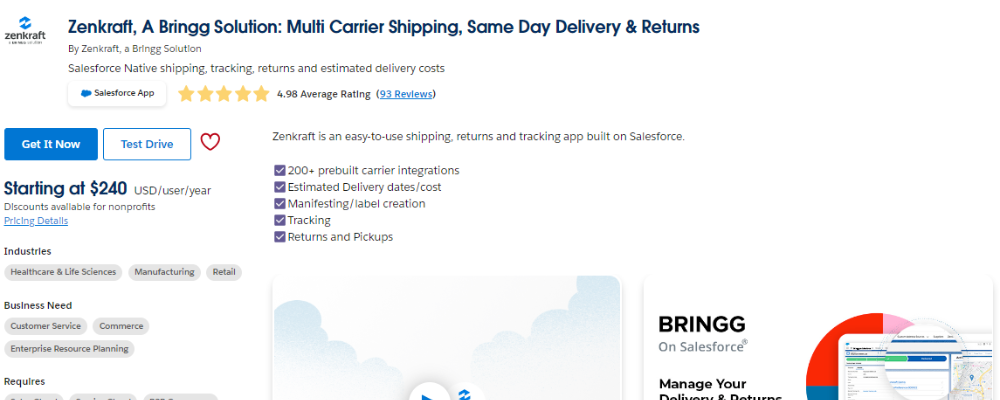 zenkraft
Zenkraft, A Bringg Solution: Multi Carrier Shipping, Same Day Delivery & Returns
By Zenkraft, a Bringg Solution
Salesforce Native shipping, tracking, returns and estimated delivery costs
Salesforce App
4.98 Average Rating (93 Reviews)
Get It Now
Test Drive
Zenkraft is an easy-to-use shipping, returns and tracking app built on Salesforce.
200+ prebuilt carrier integrations
Estimated Delivery dates/cost
Manifesting/label creation
Tracking
Returns and Pickups
Starting at $240 USD/user/year
Discounts available for nonprofits
Pricing Details
Industries
Healthcare & Life Sciences Manufacturing Retail
Business Need
Customer Service Commerce
Enterprise Resource Planning
Requires
BRINGG
On Salesforce®
Manage Your
Delivery & Returns